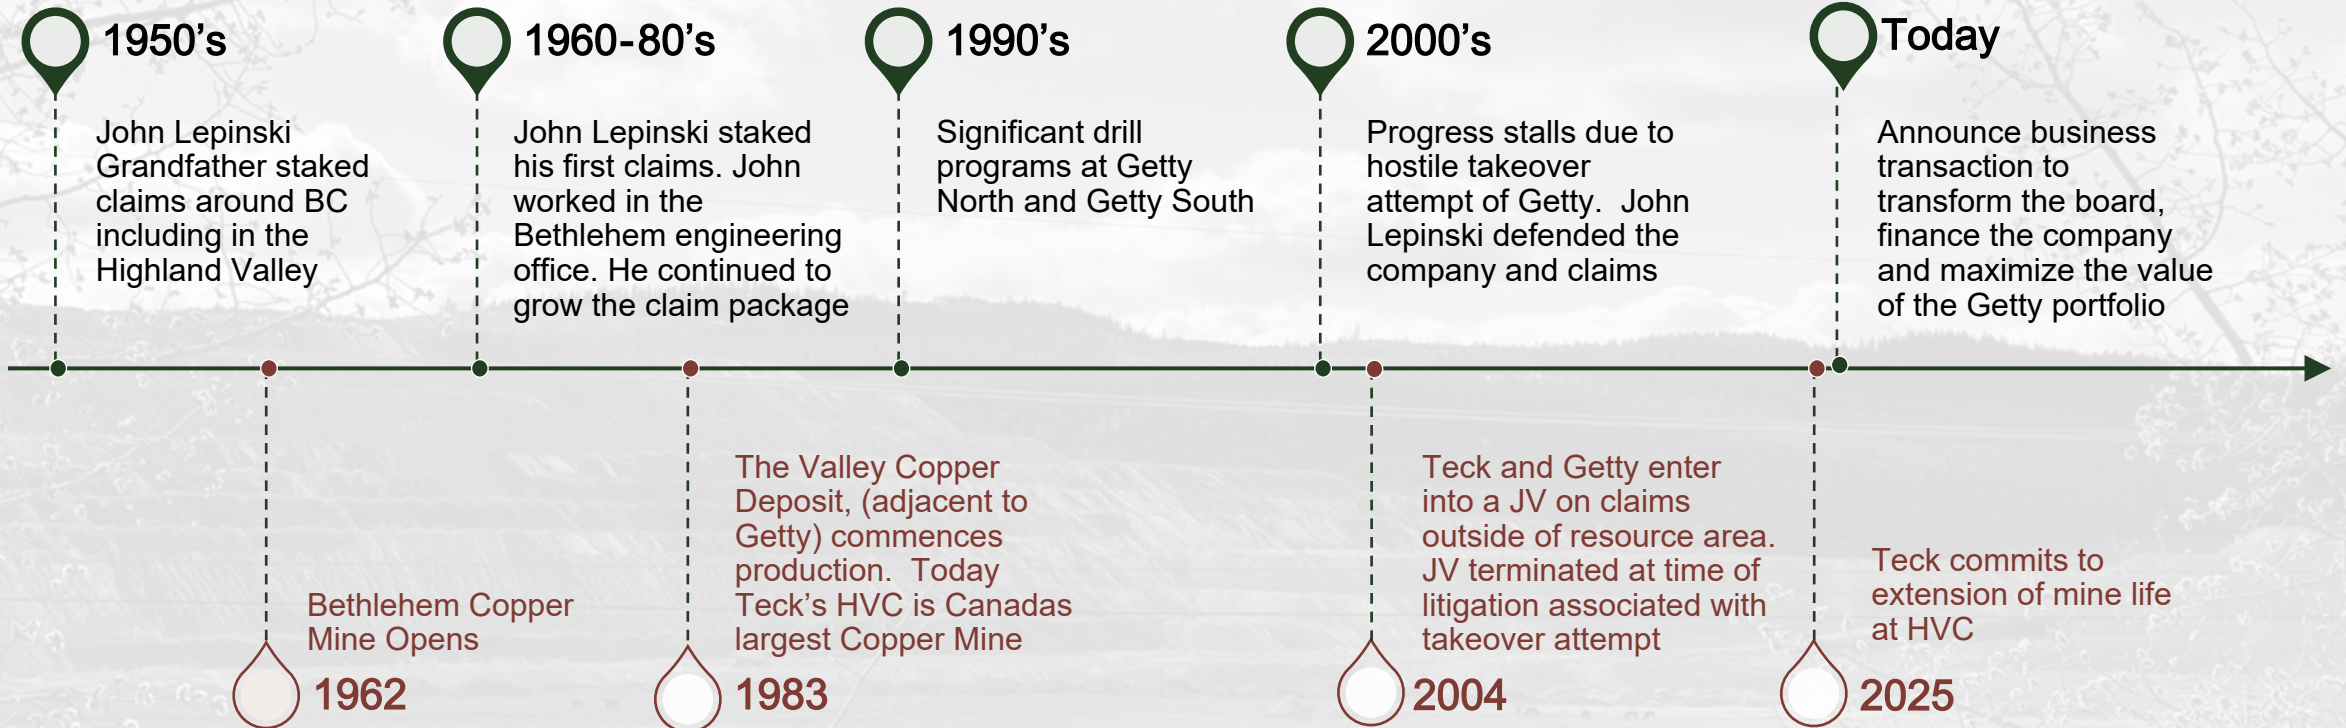 1950's
John Lepinski
Grandfather staked
claims around BC
including in the
Highland Valley
1960-80's
John Lepinski staked
his first claims. John
worked in the
Bethlehem engineering
office. He continued to
grow the claim package
1990's
Significant drill
programs at Getty
North and Getty South
2000's
Progress stalls due to
hostile takeover
attempt of Getty.  John
Lepinski defended the
company and claims
Today
Announce business
transaction to
transform the board,
finance the company
and maximize the value
of the Getty portfolio
Bethlehem Copper
Mine Opens
1962
The Valley Copper
Deposit, (adjacent to
Getty) commences
production.  Today
Teck's HVC is Canadas
largest Copper Mine
1983
Teck and Getty enter
into a JV on claims
outside of resource area.
JV terminated at time of
litigation associated with
takeover attempt
2004
Teck commits to
extension of mine life
at HVC
2025